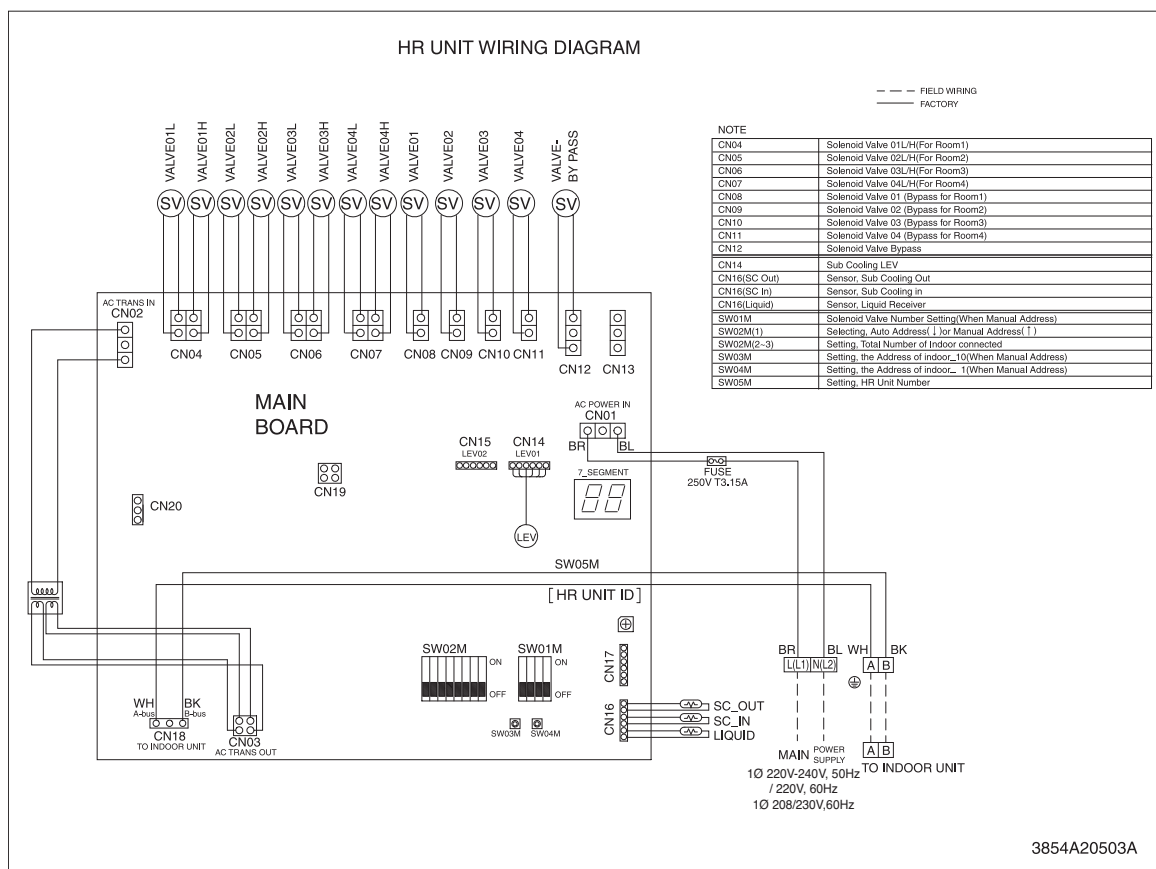 HR UNIT WIRING DIAGRAM
FIELD WIRING
FACTORY
NOTE
CN04 Solenoid Valve 01L/H(For Room1)
CN05 Solenoid Valve 02L/H(For Room2)
CN06 Solenoid Valve 03L/H(For Room3)
CN07 Solenoid Valve 04L/H(For Room4)
CN08 Solenoid Valve 01 (Bypass for Room1)
CN09 Solenoid Valve 02 (Bypass for Room2)
CN10 Solenoid Valve 03 (Bypass for Room3)
CN11 Solenoid Valve 04 (Bypass for Room4)
CN12 Solenoid Valve Bypass
CN14 Sub Cooling LEV
CN16(SC Out) Sensor, Sub Cooling Out
CN16(SC In) Sensor, Sub Cooling in
CN16(Liquid) Sensor, Liquid Receiver
SW01M Solenoid Valve Number Setting(When Manual Address)
SW02M(1) Selecting, Auto Address(↓)or Manual Address(↑)
SW02M(2~3) Setting, Total Number of Indoor connected
SW03M Setting, the Address of indoor_10(When Manual Address)
SW04M Setting, the Address of indoor_ 1(When Manual Address)
SW05M Setting, HR Unit Number
VALVE01L
VALVE01H
VALVE02L
VALVE02H
VALVE03L
VALVE03H
VALVE04L
VALVE04H
VALVE01
VALVE02
VALVE03
VALVE04
VALVE-
BY PASS
SV SV SV SV SV SV SV SV SV SV SV SV SV
AC TRANS IN
CN02
CN04 CN05 CN06 CN07 CN08 CN09 CN10 CN11 CN12 CN13
MAIN
BOARD
AC POWER IN
CN01
BR BL
FUSE
250V T3.15A
CN15
LEV02
CN14
LEV01
7_SEGMENT
CN19
CN20
LEV
SW05M
[HR UNIT ID]
SW02M
ON
OFF
SW01M
ON
OFF
CN17
CN16
SW03M SW04M
SC_OUT
SC_IN
LIQUID
WH
A-bus
BK
B-bus
CN18
TO INDOOR UNIT
CN03
AC TRANS OUT
BR BL WH BK
L(L1) N(L2) A B
A B
MAIN POWER
SUPPLY
TO INDOOR UNIT
1Ø 220V-240V, 50Hz
/ 220V, 60Hz
1Ø 208/230V,60Hz
3854A20503A